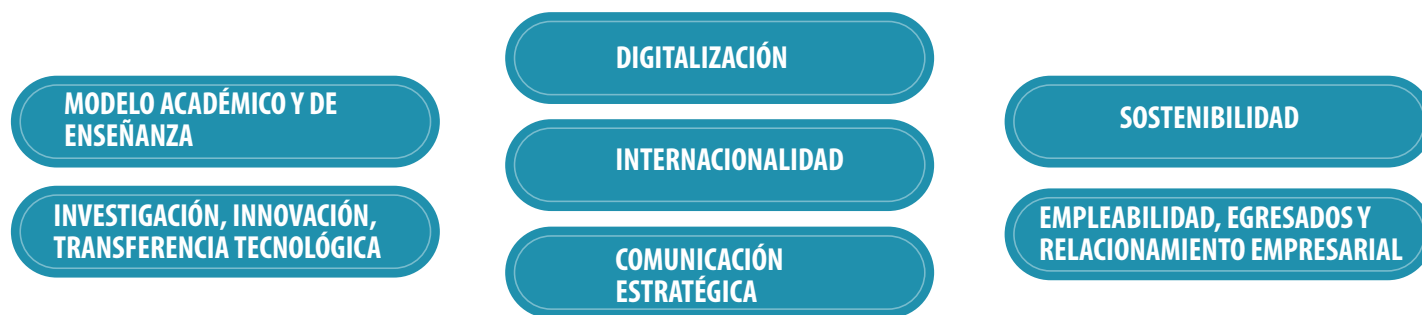 MODELO ACADÉMICO Y DE
ENSEÑANZA
INVESTIGACIÓN, INNOVACIÓN,
TRANSFERENCIA TECNOLÓGICA
DIGITALIZACIÓN
INTERNACIONALIDAD
COMUNICACIÓN
ESTRATÉGICA
SOSTENIBILIDAD
EMPLEABILIDAD, EGRESADOS Y
RELACIONAMIENTO EMPRESARIAL